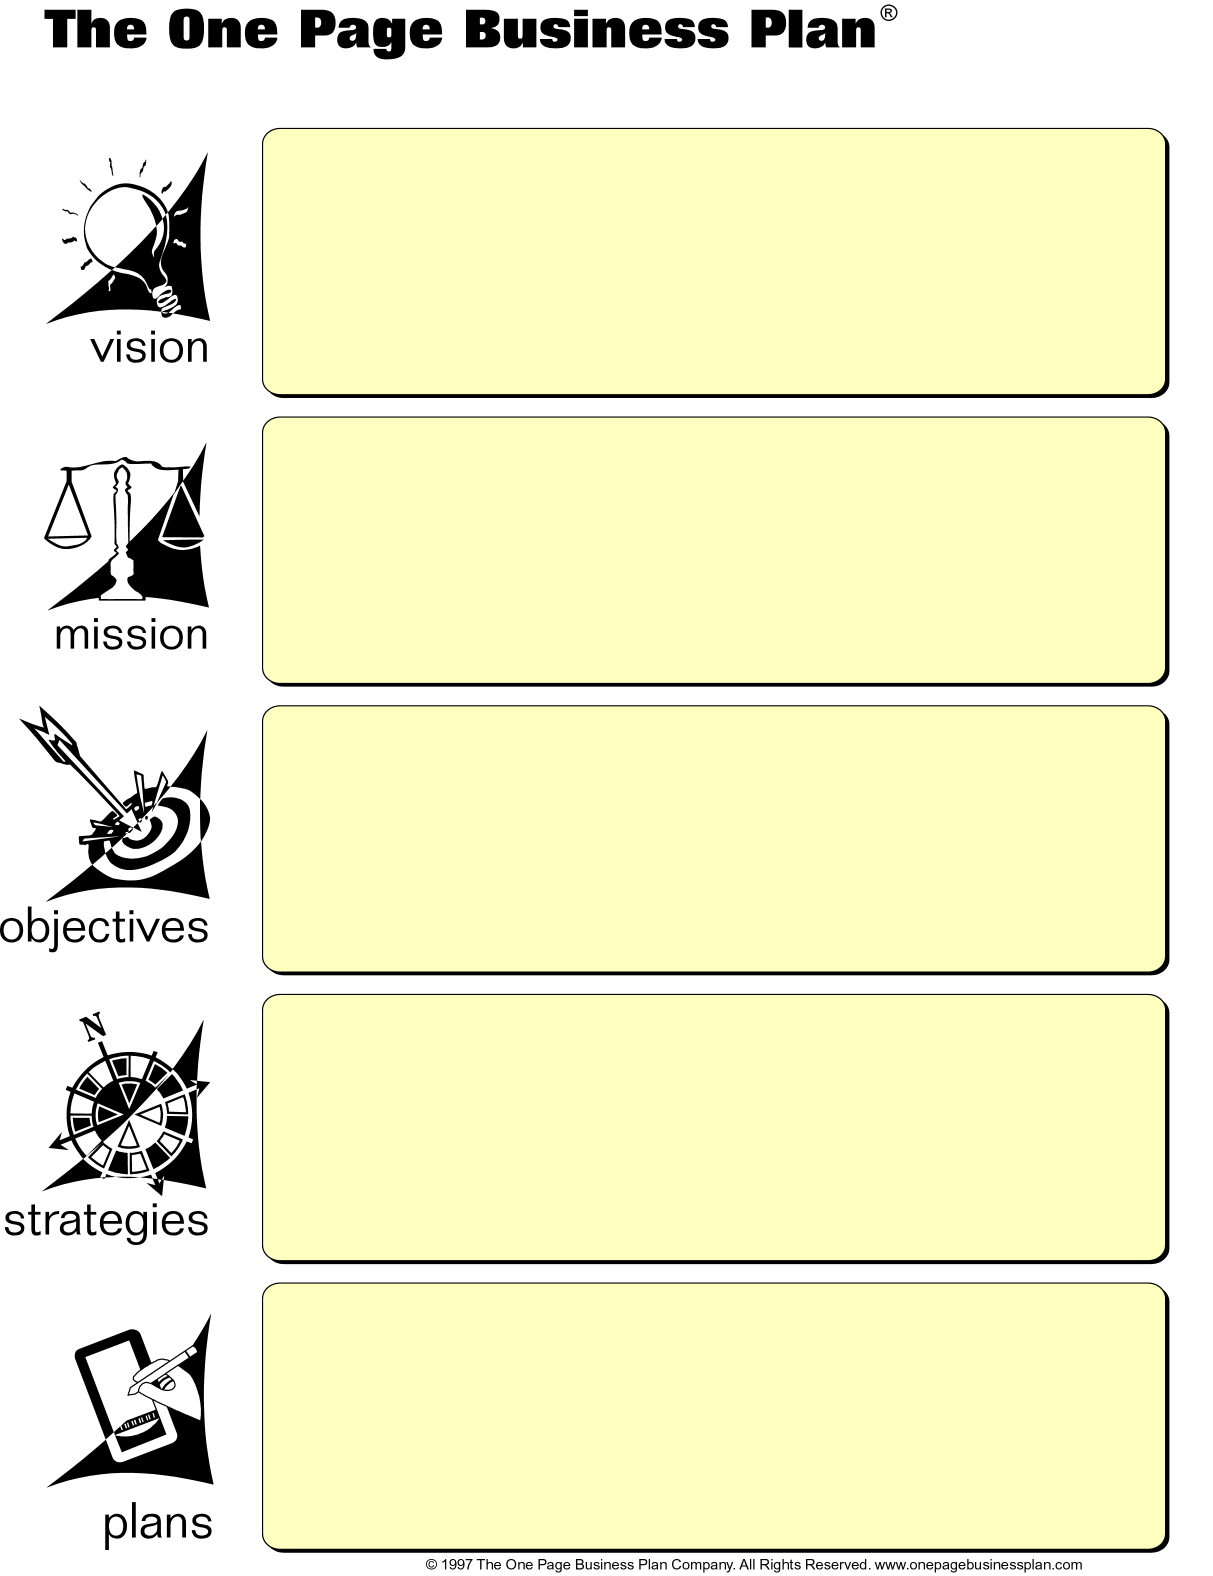 The One Page Business Plan®
vision
mission
objectives
N
strategies
plans
© 1997 The One Page Business Plan Company. All Rights Reserved. www.onepagebusinessplan.com